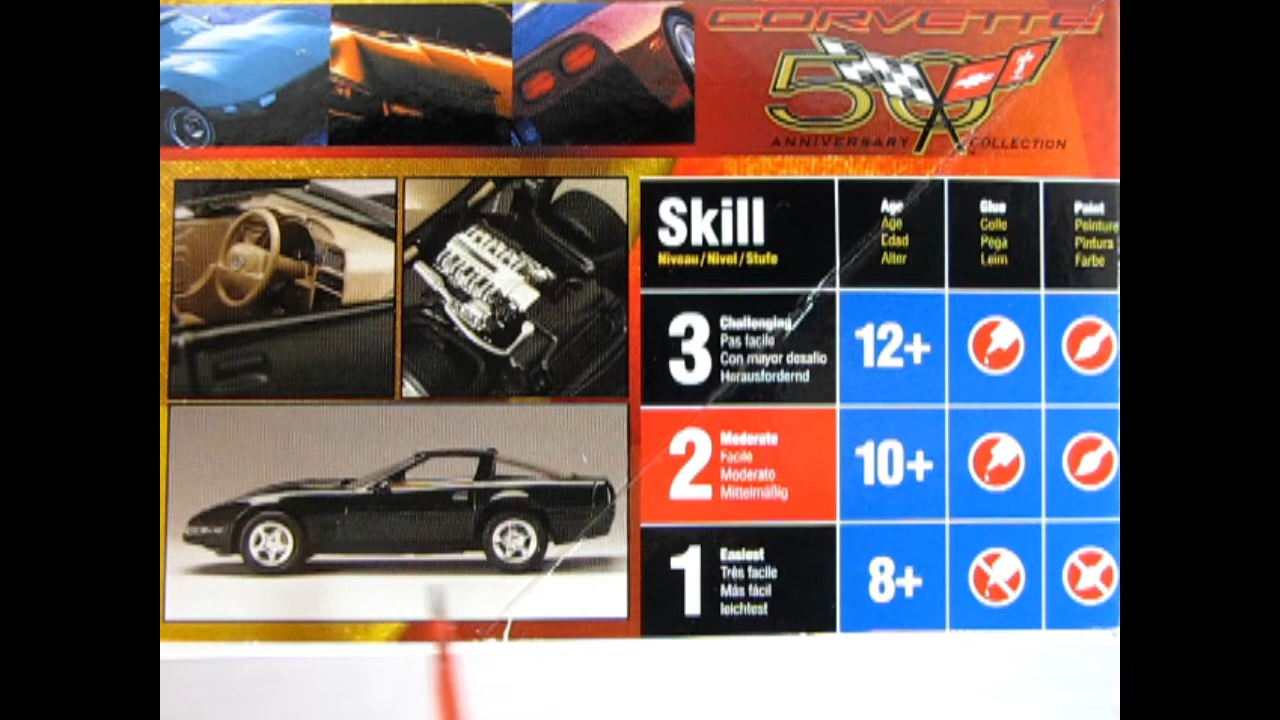 CORVETTE
50
ANNIVERSARY COLLECTION
Skill
Niveau/Nivel/Stufe
Age
Age
Edad
Alter
Glue
Colle
Pega
Leim
Paint
Peinture
Pintura
Farbe
3
Challenging
Pas facile
Con mayor desafio
Herausfordernd
12+
2
Moderate
Facile
Moderato
Mittelmäßig
10+
1
Easiest
Très facile
Más fácil
leichtest
8+